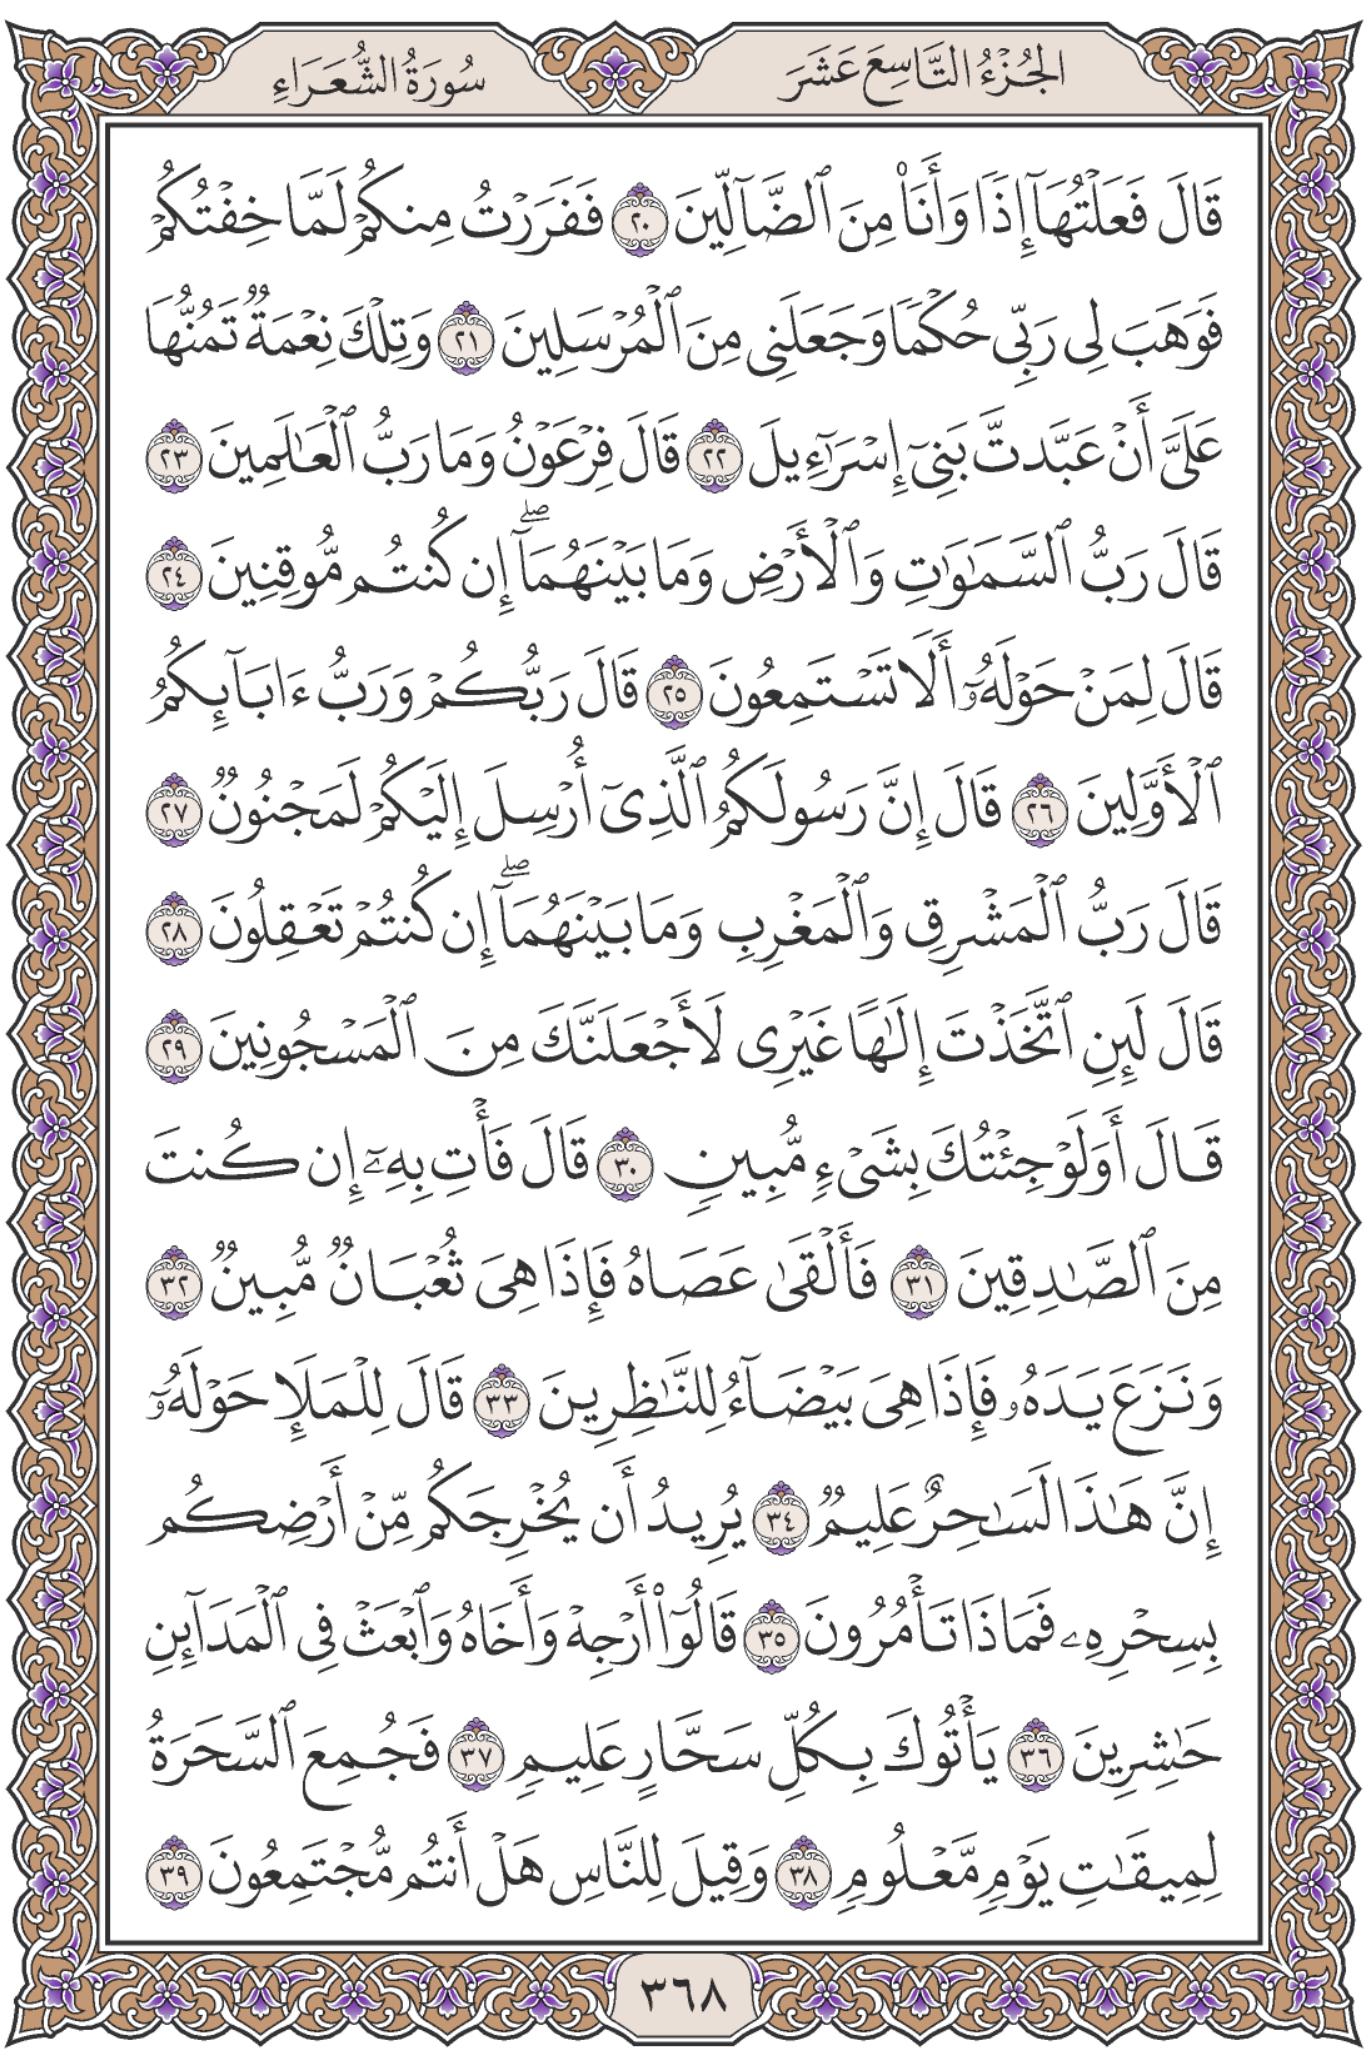 الجُزْءُ التَّاسِعَ عَشَرَ
سُورَةُ الشُّعَرَاءِ
قَالَ فَعَلْتُهَآ إِذًا وَأَنَا۠ مِنَ ٱلضَّآلِّينَ ٢٠ فَفَرَرْتُ مِنكُمْ لَمَّا خِفْتُكُمْ
فَوَهَبَ لِى رَبِّى حُكْمًا وَجَعَلَنِى مِنَ ٱلْمُرْسَلِينَ ٢١ وَتِلْكَ نِعْمَةٌ تَمُنُّهَا
عَلَىَّ أَنْ عَبَّدتَّ بَنِىٓ إِسْرَٰٓءِيلَ ٢٢ قَالَ فِرْعَوْنُ وَمَا رَبُّ ٱلْعَٰلَمِينَ ٢٣
قَالَ رَبُّ ٱلسَّمَٰوَٰتِ وَٱلْأَرْضِ وَمَا بَيْنَهُمَآ ۖ إِن كُنتُم مُّوقِنِينَ ٢٤
قَالَ لِمَنْ حَوْلَهُۥٓ أَلَا تَسْتَمِعُونَ ٢٥ قَالَ رَبُّكُمْ وَرَبُّ ءَابَآئِكُمُ
ٱلْأَوَّلِينَ ٢٦ قَالَ إِنَّ رَسُولَكُمُ ٱلَّذِىٓ أُرْسِلَ إِلَيْكُمْ لَمَجْنُونٌ ٢٧
قَالَ رَبُّ ٱلْمَشْرِقِ وَٱلْمَغْرِبِ وَمَا بَيْنَهُمَآ ۖ إِن كُنتُمْ تَعْقِلُونَ ٢٨
قَالَ لَئِنِ ٱتَّخَذْتَ إِلَٰهًا غَيْرِى لَأَجْعَلَنَّكَ مِنَ ٱلْمَسْجُونِينَ ٢٩
قَالَ أَوَلَوْ جِئْتُكَ بِشَىْءٍ مُّبِينٍ ٣٠ قَالَ فَأْتِ بِهِۦٓ إِن كُنتَ
مِنَ ٱلصَّٰدِقِينَ ٣١ فَأَلْقَىٰ عَصَاهُ فَإِذَا هِىَ ثُعْبَانٌ مُّبِينٌ ٣٢
وَنَزَعَ يَدَهُۥ فَإِذَا هِىَ بَيْضَآءُ لِلنَّٰظِرِينَ ٣٣ قَالَ لِلْمَلَإِ حَوْلَهُۥٓ
إِنَّ هَٰذَا لَسَٰحِرٌ عَلِيمٌ ٣٤ يُرِيدُ أَن يُخْرِجَكُم مِّنْ أَرْضِكُم
بِسِحْرِهِۦ فَمَاذَا تَأْمُرُونَ ٣٥ قَالُوٓا۟ أَرْجِهْ وَأَخَاهُ وَٱبْعَثْ فِى ٱلْمَدَآئِنِ
حَٰشِرِينَ ٣٦ يَأْتُوكَ بِكُلِّ سَحَّارٍ عَلِيمٍ ٣٧ فَجُمِعَ ٱلسَّحَرَةُ
لِمِيقَٰتِ يَوْمٍ مَّعْلُومٍ ٣٨ وَقِيلَ لِلنَّاسِ هَلْ أَنتُم مُّجْتَمِعُونَ ٣٩
٣٦٨